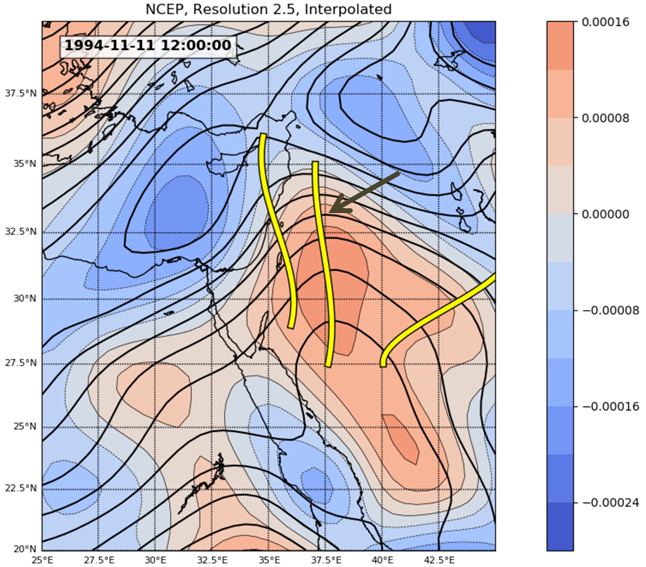 NCEP, Resolution 2.5, Interpolated
1994-11-11 12:00:00
37.5°N
35°N
32.5°N
30°N
27.5°N
25°N
22.5°N
20°N
25°E
27.5°E
30°E
32.5°E
35°E
37.5°E
40°E
42.5°E
0.00016
0.00008
0.00000
−0.00008
−0.00016
−0.00024